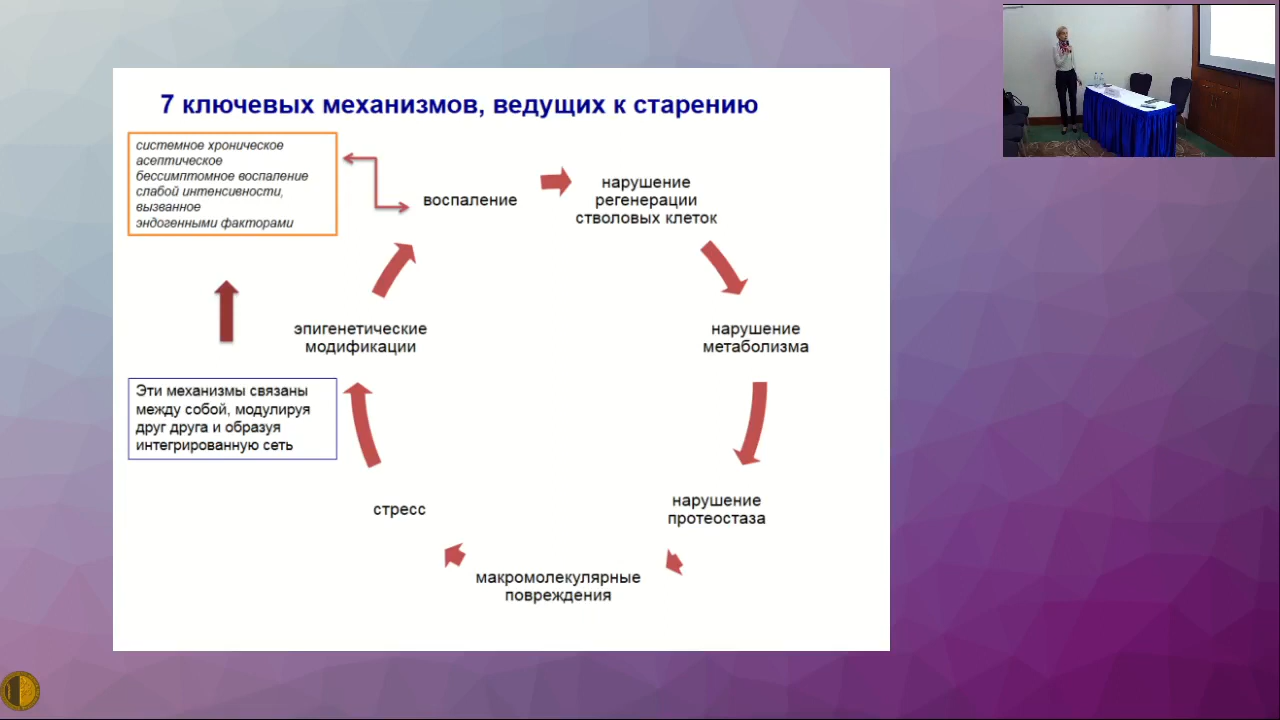 7 ключевых механизмов, ведущих к старению
системное хроническое
асептическое
бессимптомное воспаление
слабой интенсивности,
вызванное
эндогенными факторами
воспаление
нарушение
регенерации
стволовых клеток
эпигенетические
модификации
нарушение
метаболизма
Эти механизмы связаны
между собой, модулируя
друг друга и образуя
интегрированную сеть
стресс
нарушение
протеостаза
макромолекулярные
повреждения